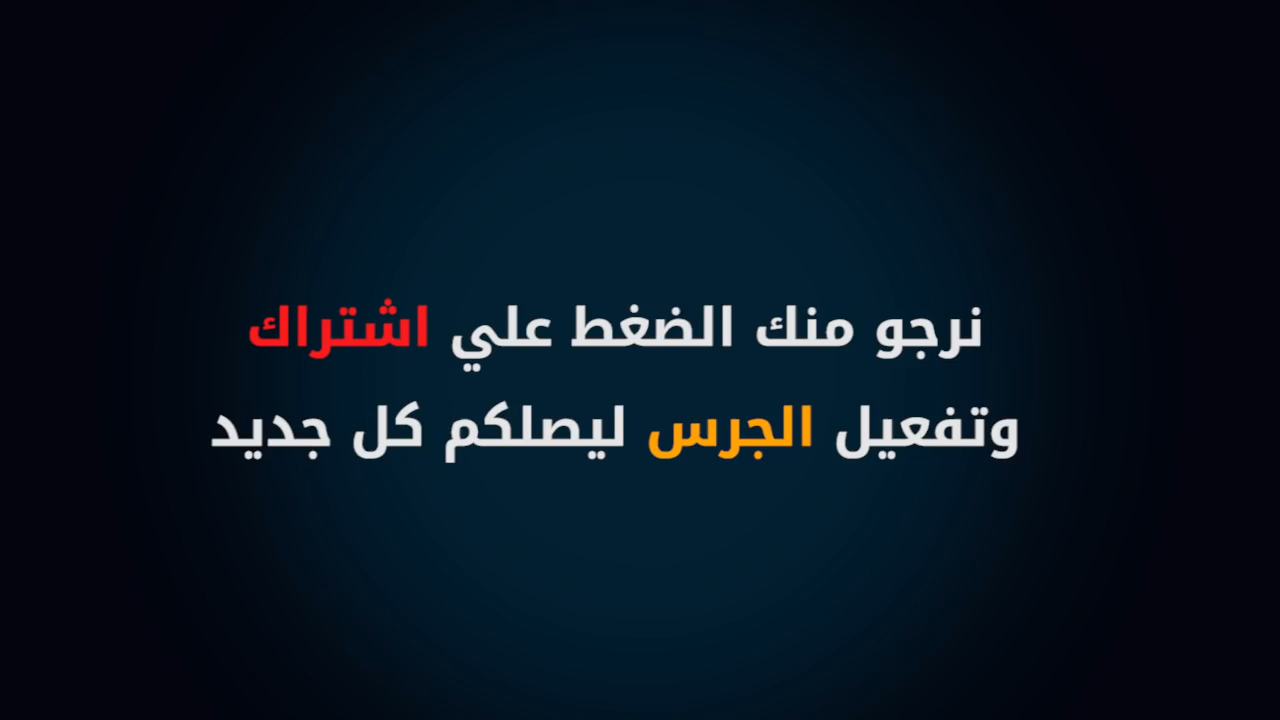 نرجو منك الضغط علي اشتراك
وتفعيل الجرس ليصلكم كل جديد